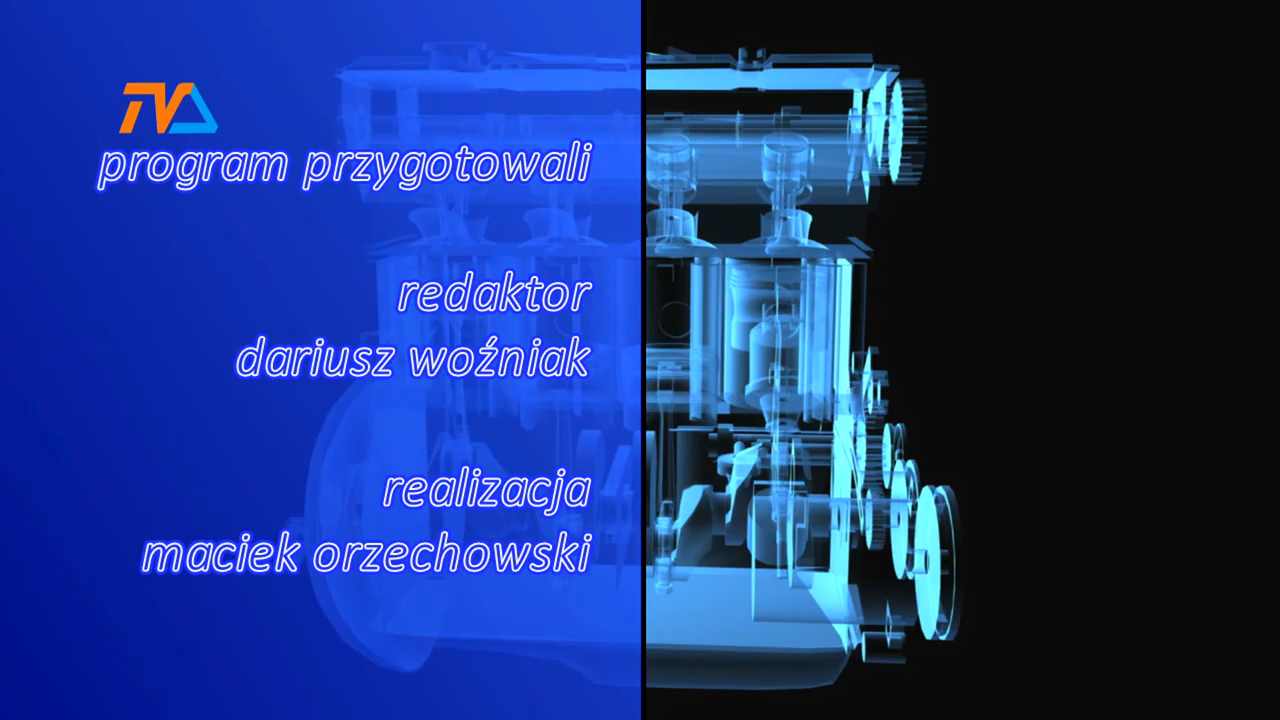 TVA
program przygotowali
redaktor
dariusz woźniak
realizacja
maciek orzechowski